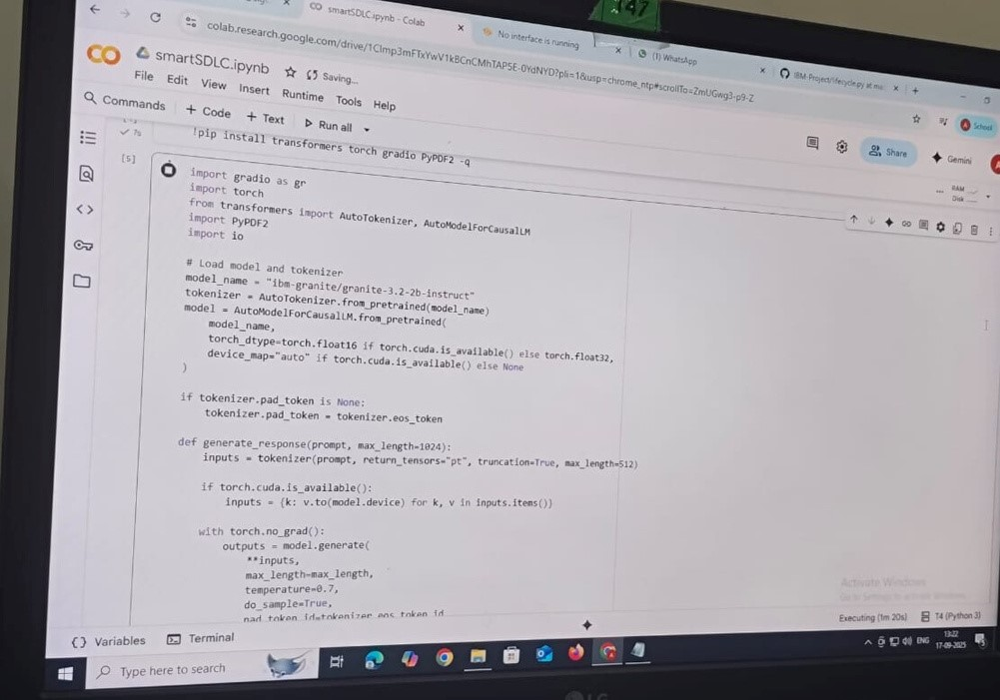 147
smartSDLC.ipynb - Colab
No interface is running
(1) WhatsApp
IBM-Project/lifecycle.py at ma
colab.research.google.com/drive/1CImp3mFTxYwV1kBCnCMhTAP5E-0YdNYD?pli=1&usp=chrome_ntp#scrollTo=ZmUGwg3-p9-Z
School
CO
smartSDLC.ipynb
Saving...
File Edit View Insert Runtime Tools Help
Share
Gemini
Commands + Code + Text Run all
RAM
Disk
7s
!pip install transformers torch gradio PyPDF2 -q
[5]
import gradio as gr
import torch
from transformers import AutoTokenizer, AutoModelForCausalLM
import PyPDF2
import io
# Load model and tokenizer
model_name = "ibm-granite/granite-3.2-2b-instruct"
tokenizer = AutoTokenizer.from_pretrained(model_name)
model = AutoModelForCausalLM.from_pretrained(
model_name,
torch_dtype=torch.float16 if torch.cuda.is_available() else torch.float32,
device_map="auto" if torch.cuda.is_available() else None
)
if tokenizer.pad_token is None:
tokenizer.pad_token = tokenizer.eos_token
def generate_response(prompt, max_length=1024):
inputs = tokenizer(prompt, return_tensors="pt", truncation=True, max_length=512)
if torch.cuda.is_available():
inputs = {k: v.to(model.device) for k, v in inputs.items()}
with torch.no_grad():
outputs = model.generate(
**inputs,
max_length=max_length,
temperature=0.7,
do_sample=True,
pad_token_id=tokenizer.eos_token_id
Activate Windows
Go to Settings to activate Windows.
Executing (1m 20s) T4 (Python 3)
{} Variables Terminal
Type here to search
ENG
13:22
17-09-2025
LG